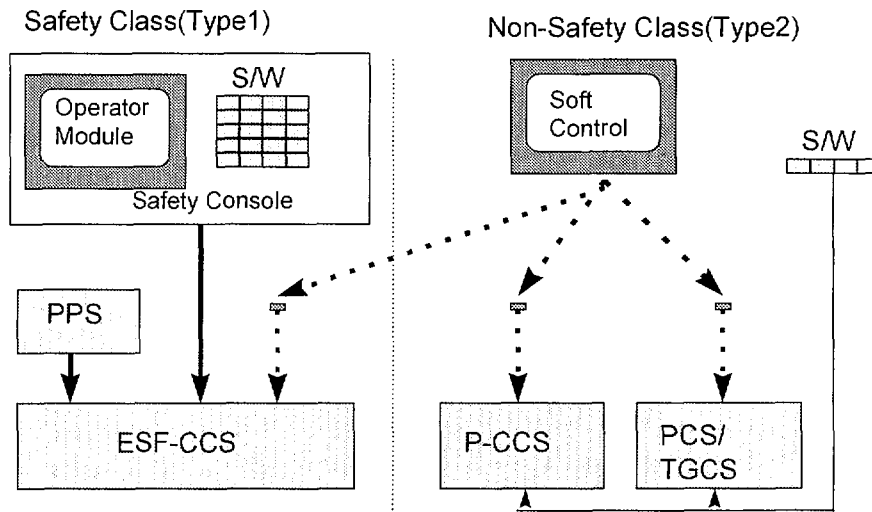 Safety Class(Type1)
Non-Safety Class(Type2)
S/W
Operator
Module
Safety Console
Soft
Control
S/W
PPS
ESF-CCS
P-CCS
PCS/
TGCS